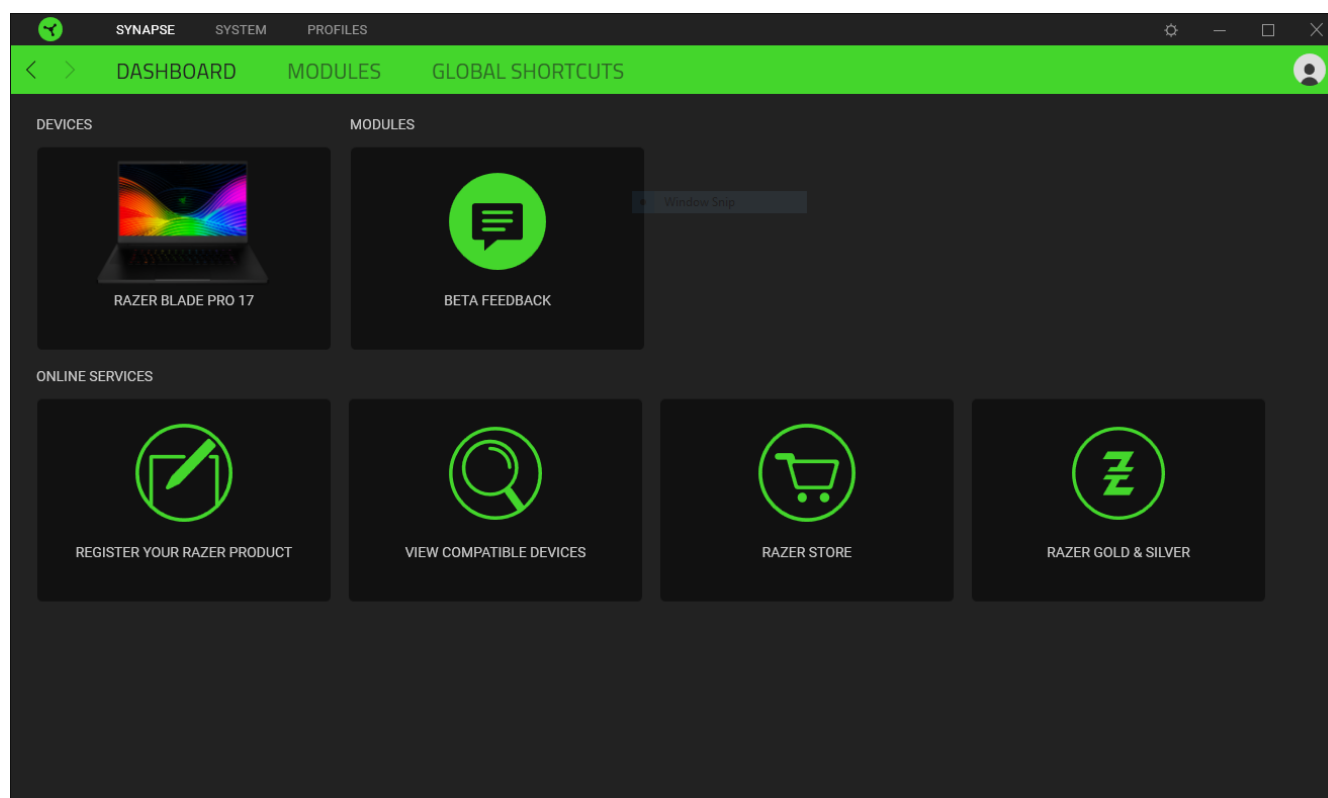 SYNAPSE SYSTEM PROFILES
DASHBOARD MODULES GLOBAL SHORTCUTS
DEVICES MODULES
Window Snip
RAZER BLADE PRO 17 BETA FEEDBACK
ONLINE SERVICES
REGISTER YOUR RAZER PRODUCT VIEW COMPATIBLE DEVICES RAZER STORE RAZER GOLD & SILVER